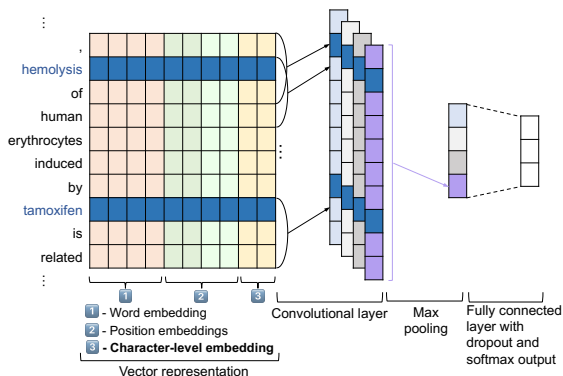 ⋮
,
hemolysis
of
human
erythrocytes
induced
by
tamoxifen
is
related
⋮
⋮
1 2 3
1 - Word embedding
2 - Position embeddings
3 - Character-level embedding
Vector representation
Convolutional layer
Max
pooling
Fully connected
layer with
dropout and
softmax output